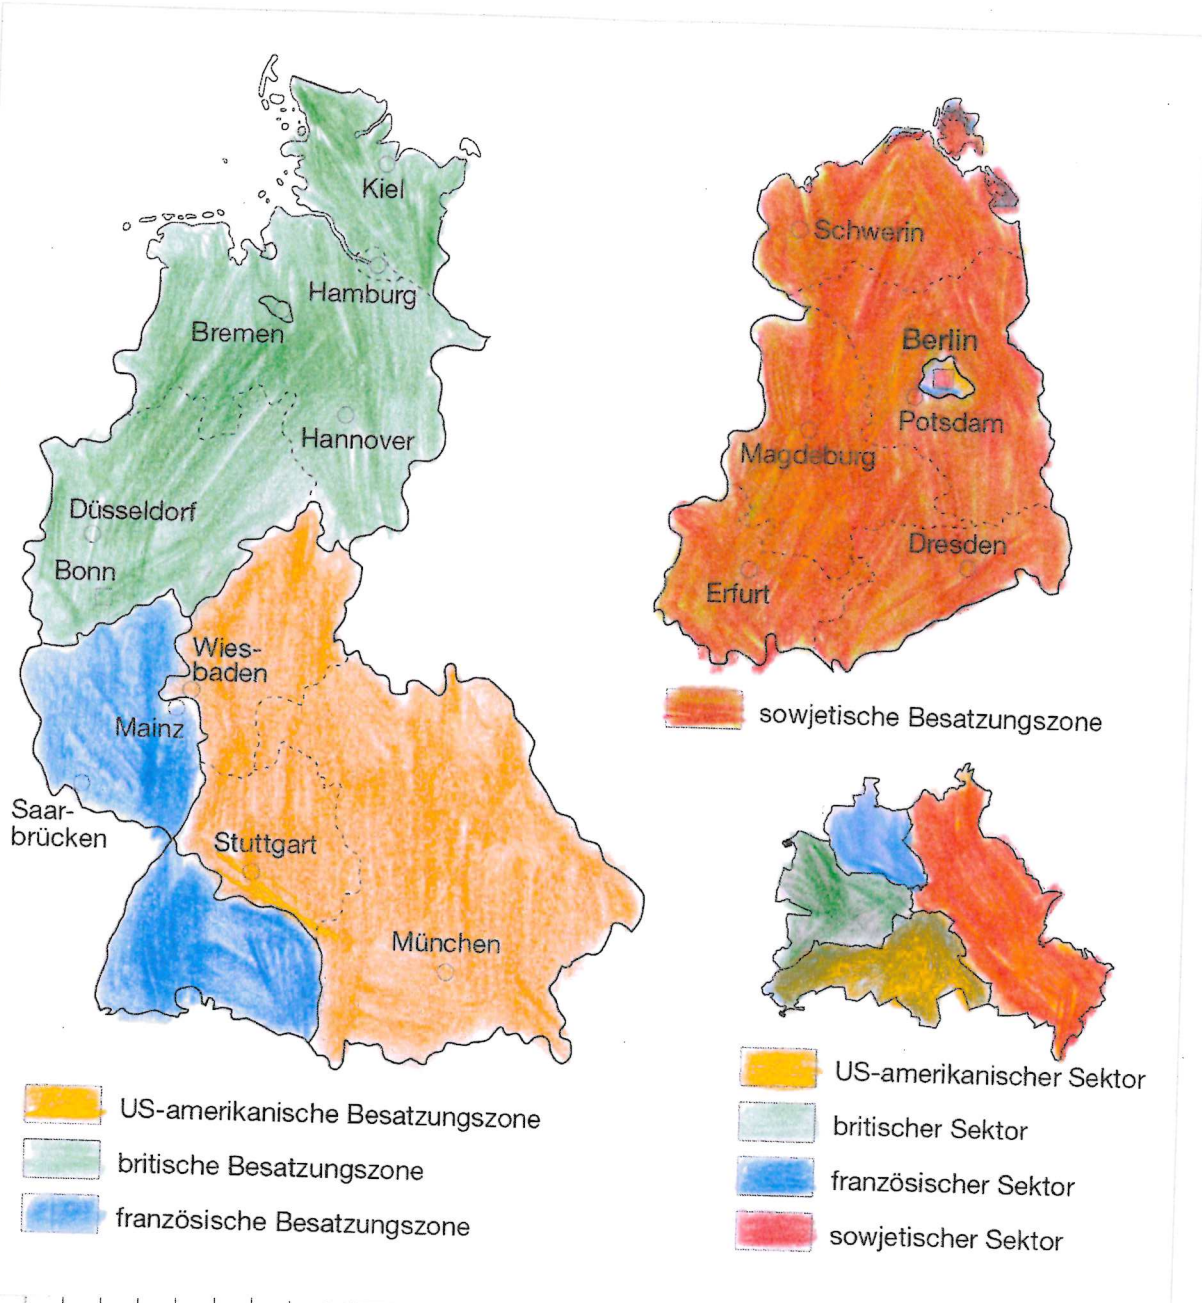 Kiel
Hamburg
Bremen
Hannover
Düsseldorf
Bonn
Wies-
baden
Mainz
Saar-
brücken
Stuttgart
München
US-amerikanische Besatzungszone
britische Besatzungszone
französische Besatzungszone
Schwerin
Berlin
Potsdam
Magdeburg
Dresden
Erfurt
sowjetische Besatzungszone
US-amerikanischer Sektor
britischer Sektor
französischer Sektor
sowjetischer Sektor